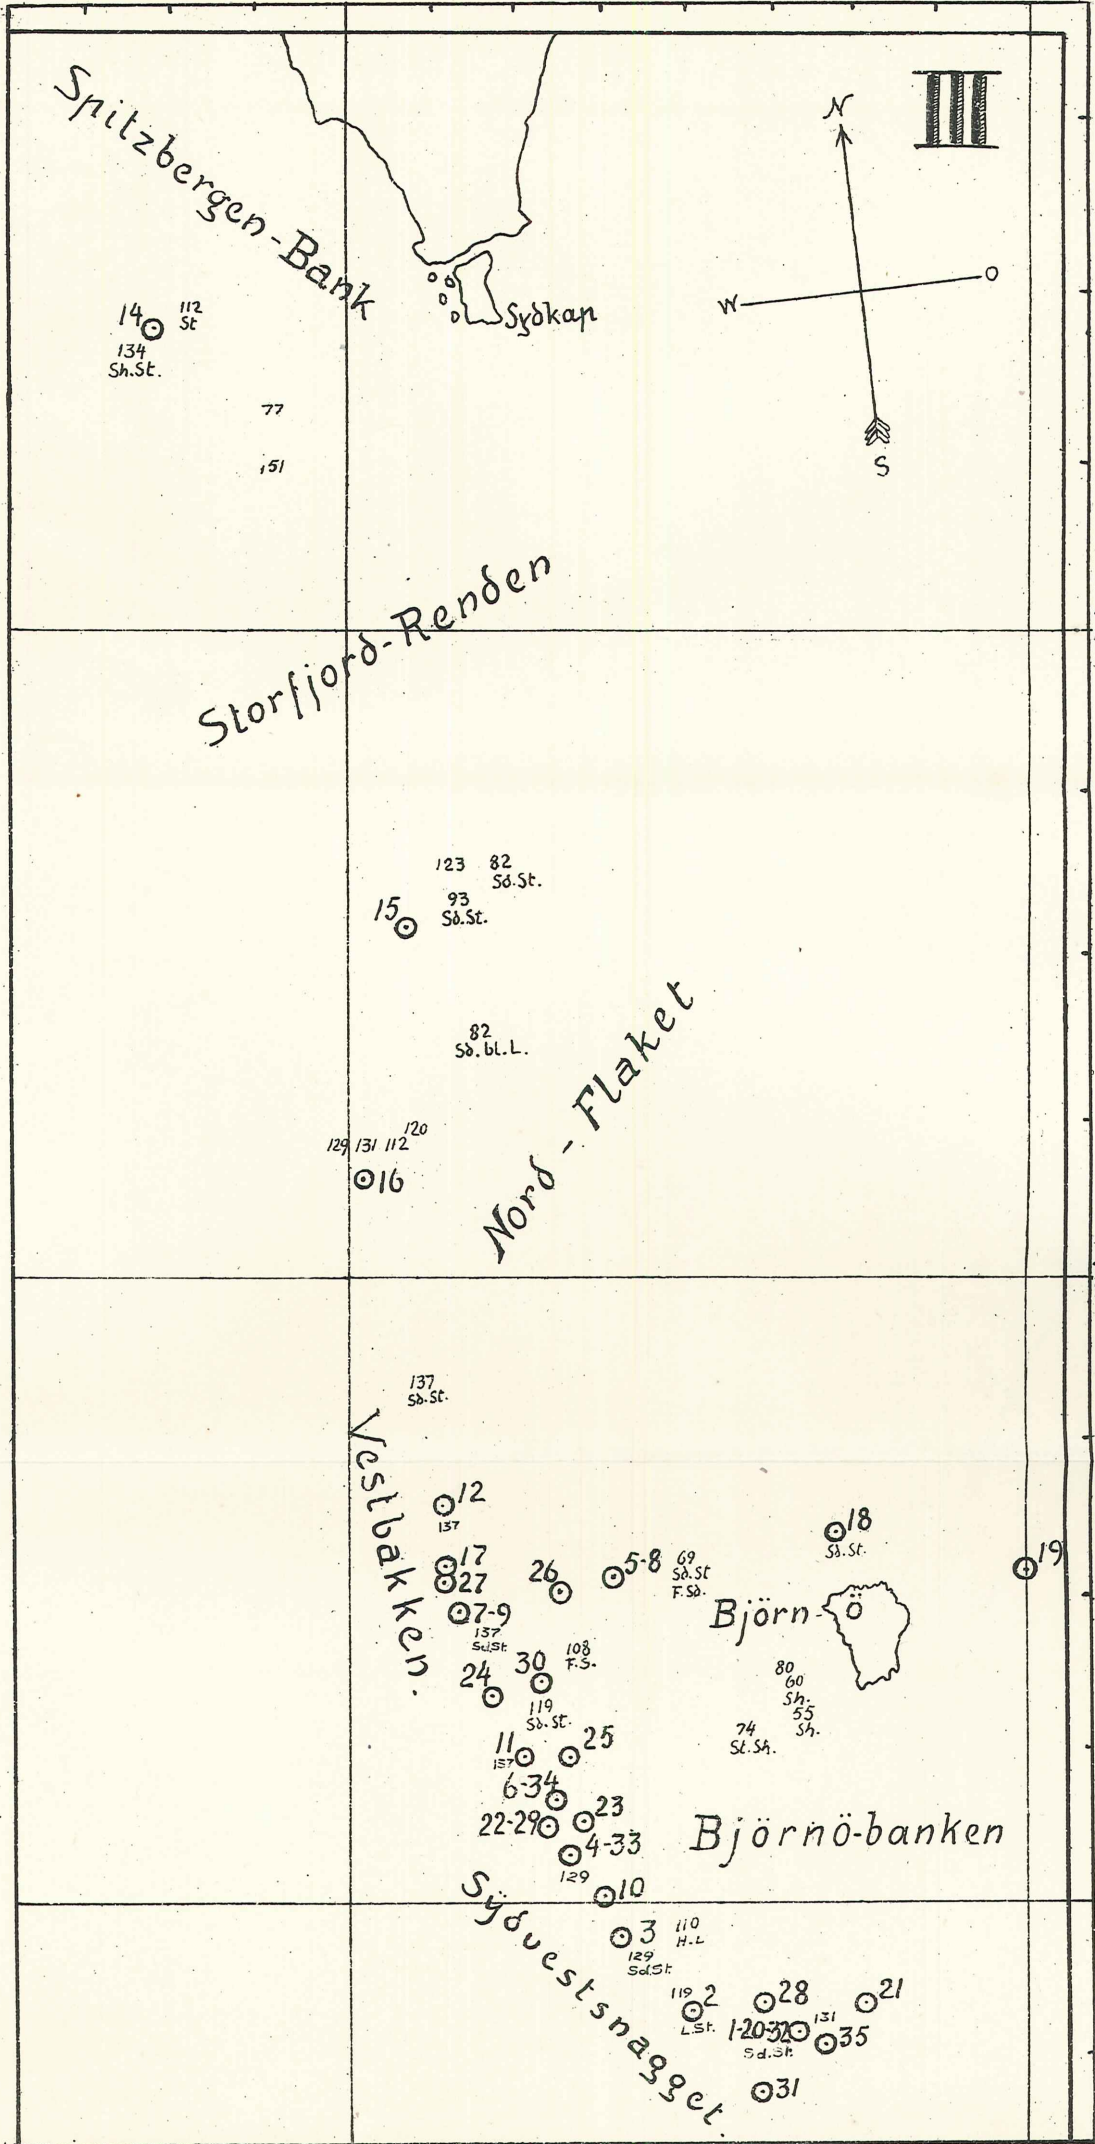 III
Spitzbergen-Bank
N
W
O
S
Sydkap
14
112
St
134
Sh.St.
77
151
Storfjord-Renden
123
82
Sd.St.
93
Sd.St.
15
82
Sd. bl. L.
Nord - Flaket
129 131 112 120
16
137
Sd.St.
Vestbakken.
12
137
17
27
7-9
137
Sd.St.
26
5-8
69
Sd.St
F.Sd.
18
Sd.St.
19
Björn-Ö
24
30
108
F.S.
119
Sd.St.
80
60
Sh.
55
Sh.
74
St.Sh.
11
137
25
6-34
22-29
23
4-33
129
Björnö-banken
10
Sydvestsnagget
3
110
H.L
129
Sd.St.
119
2
L.St.
28
21
1-20-32
131
Sd.St.
35
31